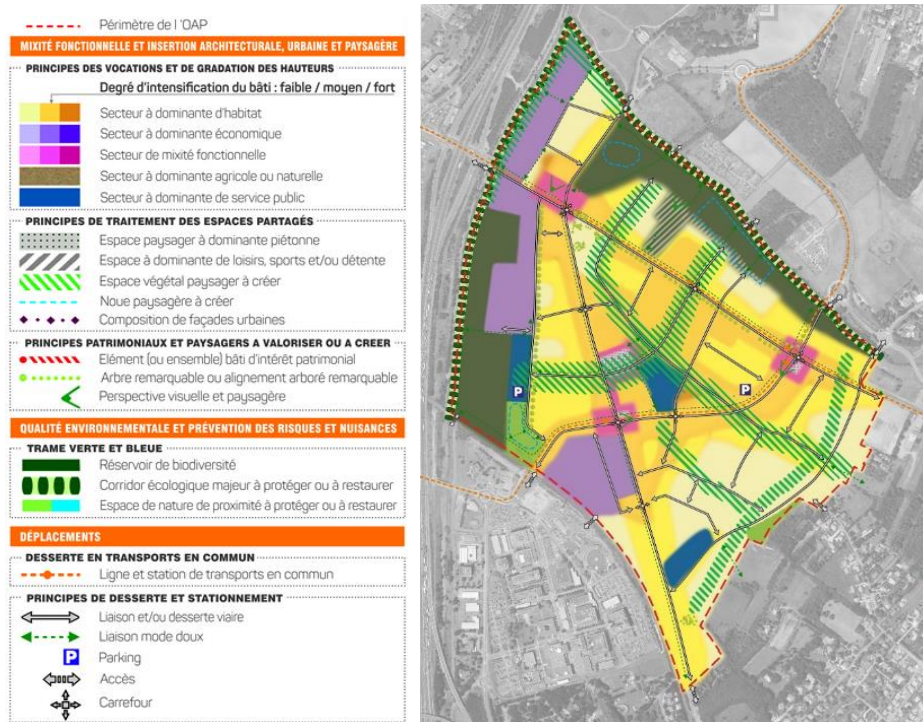 Périmètre de l 'OAP
MIXITÉ FONCTIONNELLE ET INSERTION ARCHITECTURALE, URBAINE ET PAYSAGÈRE
PRINCIPES DES VOCATIONS ET DE GRADATION DES HAUTEURS
Degré d'intensification du bâti : faible / moyen / fort
Secteur à dominante d'habitat
Secteur à dominante économique
Secteur de mixité fonctionnelle
Secteur à dominante agricole ou naturelle
Secteur à dominante de service public
PRINCIPES DE TRAITEMENT DES ESPACES PARTAGÉS
Espace paysager à dominante piétonne
Espace à dominante de loisirs, sports et/ou détente
Espace végétal paysager à créer
Noue paysagère à créer
Composition de façades urbaines
PRINCIPES PATRIMONIAUX ET PAYSAGERS A VALORISER OU A CREER
Elément (ou ensemble) bâti d'intérêt patrimonial
Arbre remarquable ou alignement arboré remarquable
Perspective visuelle et paysagère
QUALITÉ ENVIRONNEMENTALE ET PRÉVENTION DES RISQUES ET NUISANCES
TRAME VERTE ET BLEUE
Réservoir de biodiversité
Corridor écologique majeur à protéger ou à restaurer
Espace de nature de proximité à protéger ou à restaurer
DÉPLACEMENTS
DESSERTE EN TRANSPORTS EN COMMUN
Ligne et station de transports en commun
PRINCIPES DE DESSERTE ET STATIONNEMENT
Liaison et/ou desserte viaire
Liaison mode doux
P Parking
Accès
Carrefour
P
P